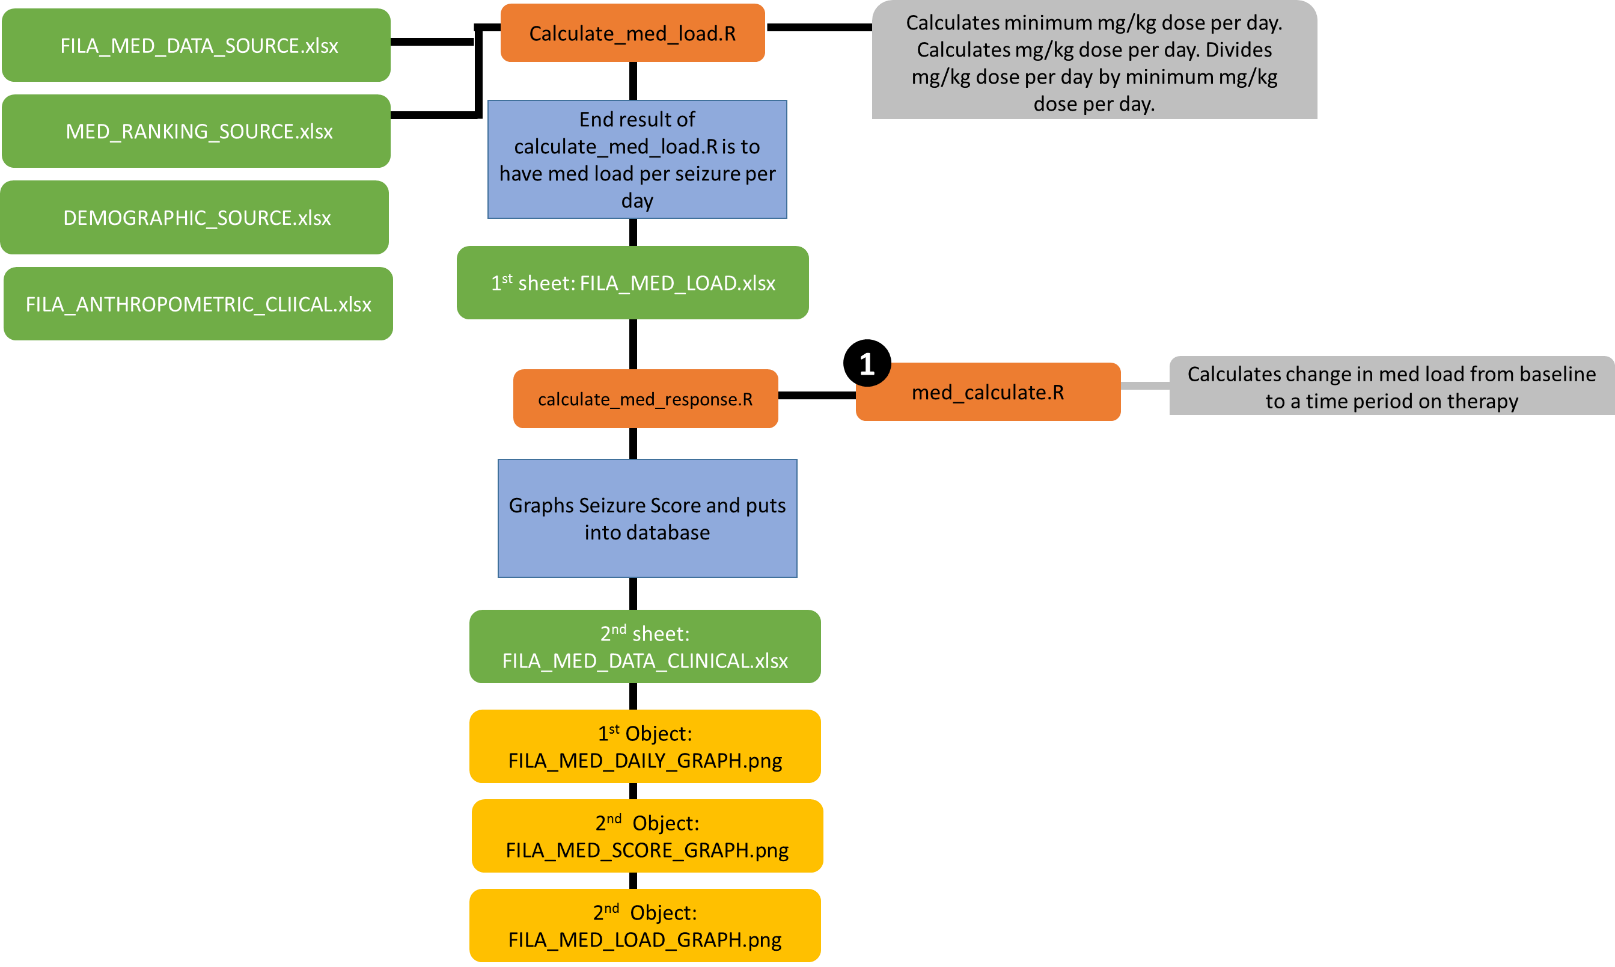 FILA_MED_DATA_SOURCE.xlsx
MED_RANKING_SOURCE.xlsx
DEMOGRAPHIC_SOURCE.xlsx
FILA_ANTHROPOMETRIC_CLIICAL.xlsx
Calculate_med_load.R
Calculates minimum mg/kg dose per day.
Calculates mg/kg dose per day. Divides
mg/kg dose per day by minimum mg/kg
dose per day.
End result of
calculate_med_load.R is to
have med load per seizure per
day
1st sheet: FILA_MED_LOAD.xlsx
calculate_med_response.R
1
med_calculate.R
Calculates change in med load from baseline
to a time period on therapy
Graphs Seizure Score and puts
into database
2nd sheet:
FILA_MED_DATA_CLINICAL.xlsx
1st Object:
FILA_MED_DAILY_GRAPH.png
2nd Object:
FILA_MED_SCORE_GRAPH.png
2nd Object:
FILA_MED_LOAD_GRAPH.png